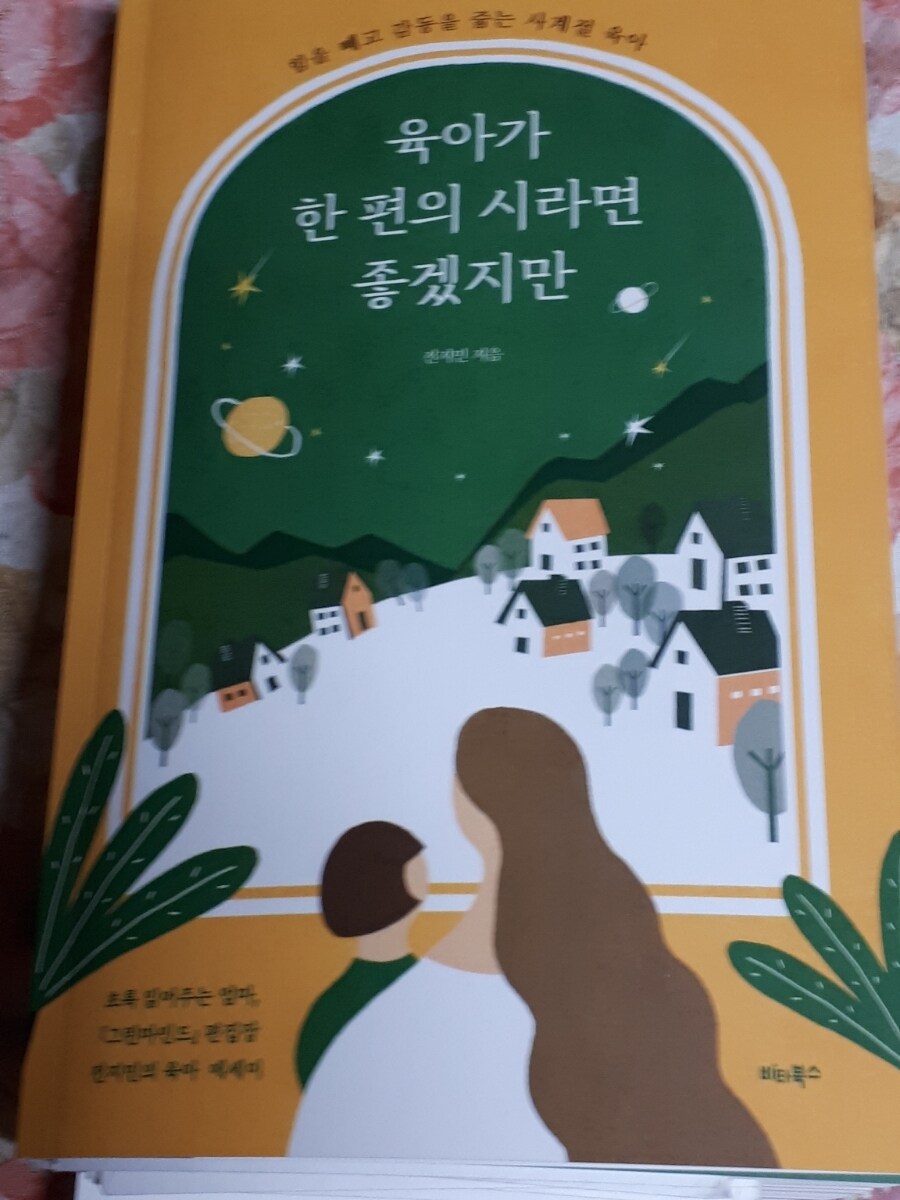 힘을 빼고 감동을 줍는 사계절 육아
육아가
한 편의 시라면
좋겠지만
전지민 지음
초록 읽어주는 엄마,
『그린마인드』 편집장
전지민의 육아 에세이
비타북스